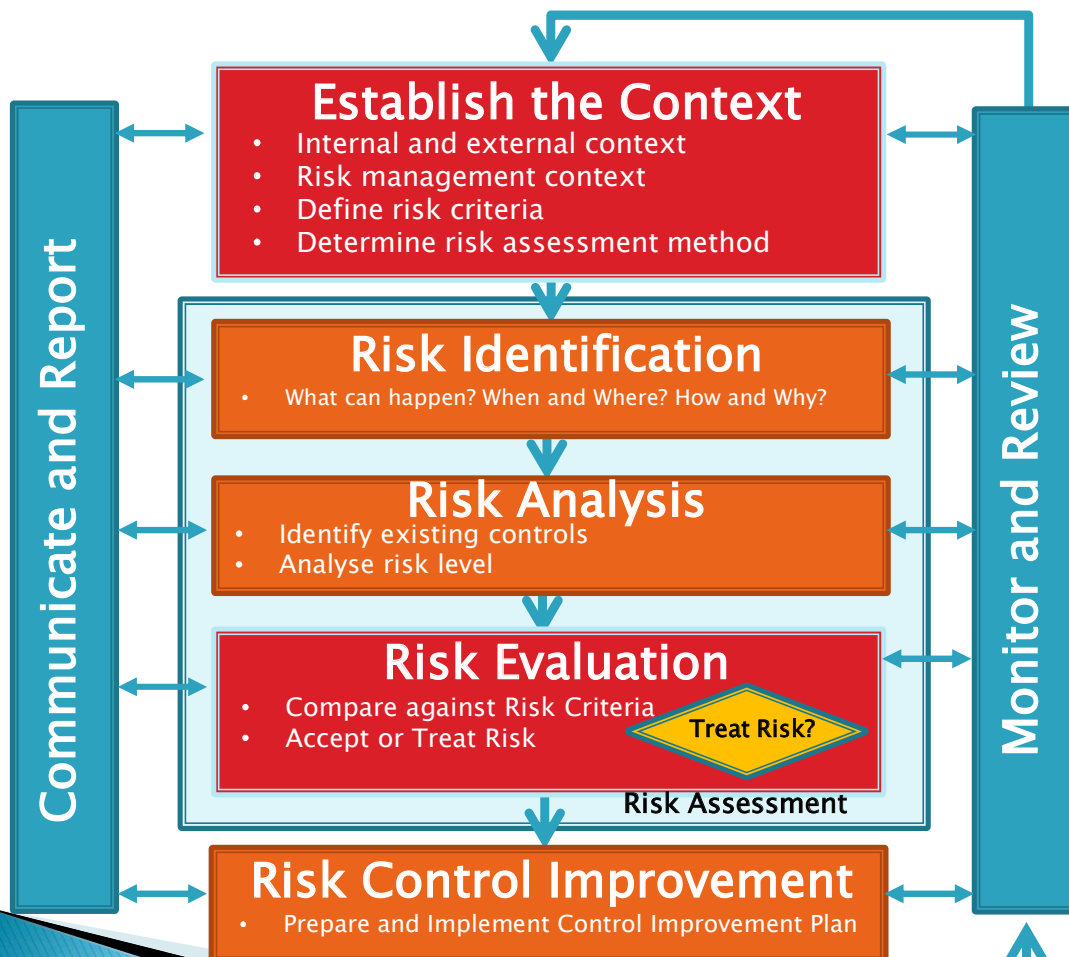 Establish the Context
• Internal and external context
• Risk management context
• Define risk criteria
• Determine risk assessment method
Communicate and Report
Monitor and Review
Risk Identification
• What can happen? When and Where? How and Why?
Risk Analysis
• Identify existing controls
• Analyse risk level
Risk Evaluation
• Compare against Risk Criteria
• Accept or Treat Risk
Treat Risk?
Risk Assessment
Risk Control Improvement
• Prepare and Implement Control Improvement Plan